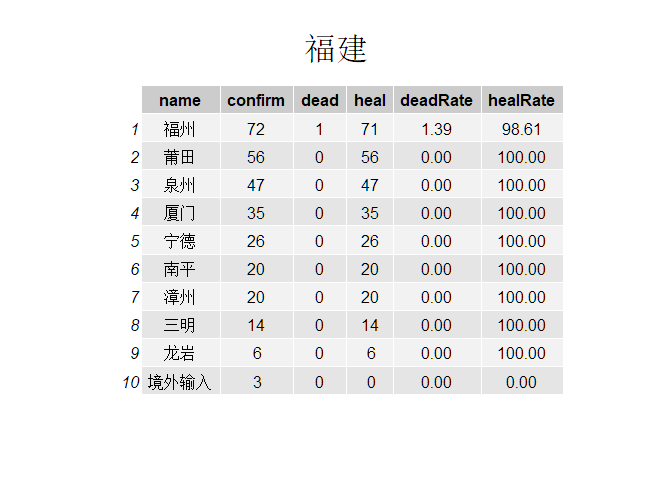 福建
name confirm dead heal deadRate healRate
1 福州 72 1 71 1.39 98.61
2 莆田 56 0 56 0.00 100.00
3 泉州 47 0 47 0.00 100.00
4 厦门 35 0 35 0.00 100.00
5 宁德 26 0 26 0.00 100.00
6 南平 20 0 20 0.00 100.00
7 漳州 20 0 20 0.00 100.00
8 三明 14 0 14 0.00 100.00
9 龙岩 6 0 6 0.00 100.00
10 境外输入 3 0 0 0.00 0.00